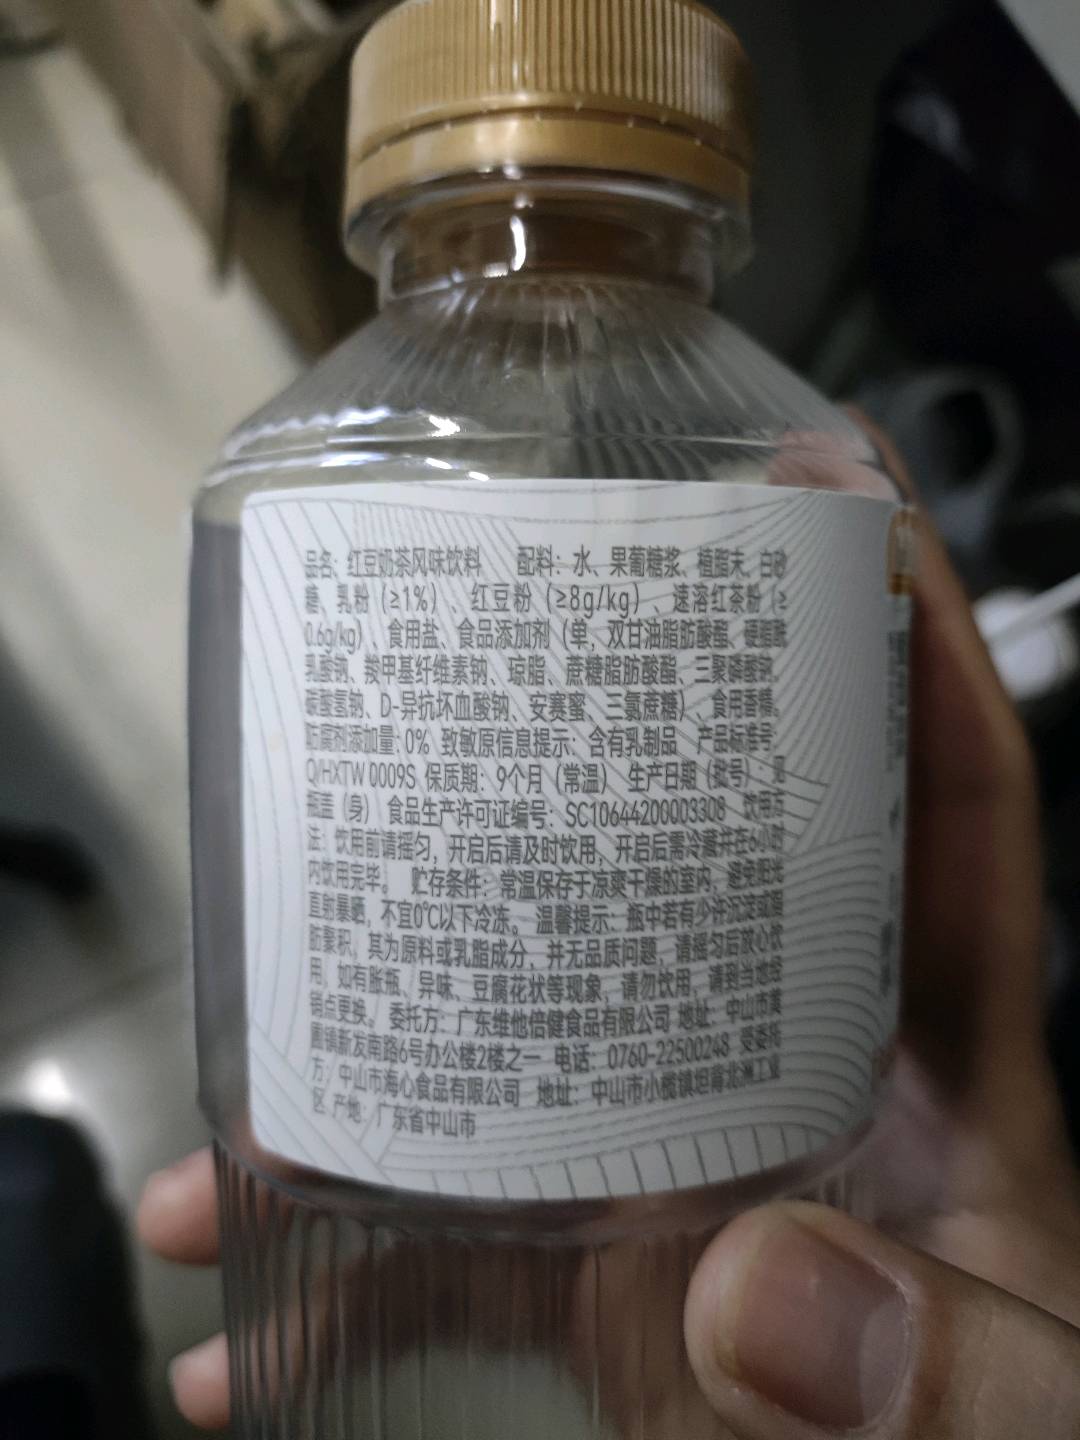 品名：红豆奶茶风味饮料 配料：水、果葡糖浆、植脂末、白砂
糖、乳粉（≥1%）、红豆粉（≥8g/kg）、速溶红茶粉（≥
0.6g/kg）、食用盐、食品添加剂（单，双甘油脂肪酸酯、硬脂酰
乳酸钠、羧甲基纤维素钠、琼脂、蔗糖脂肪酸酯、三聚磷酸钠、
碳酸氢钠、D-异抗坏血酸钠、安赛蜜、三氯蔗糖）、食用香精。
防腐剂添加量：0% 致敏原信息提示：含有乳制品 产品标准号：
Q/HXTW 0009S 保质期：9个月（常温） 生产日期（批号）：见
瓶盖（身） 食品生产许可证编号：SC10644200003308 饮用方
法：饮用前请摇匀，开启后请及时饮用，开启后需冷藏并在6小时
内饮用完毕。 贮存条件：常温保存于凉爽干燥的室内，避免阳光
直射暴晒，不宜0℃以下冷冻。 温馨提示：瓶中若有少许沉淀或脂
肪聚积，其为原料或乳脂成分，并无品质问题，请摇匀后放心饮
用，如有胀瓶、异味、豆腐花状等现象，请勿饮用，请到当地经
销点更换。 委托方：广东维他倍健食品有限公司 地址：中山市黄
圃镇新发南路6号办公楼2楼之一 电话：0760-22500248 受委托
方：中山市海心食品有限公司 地址：中山市小榄镇坦背北洲工业
区 产地：广东省中山市